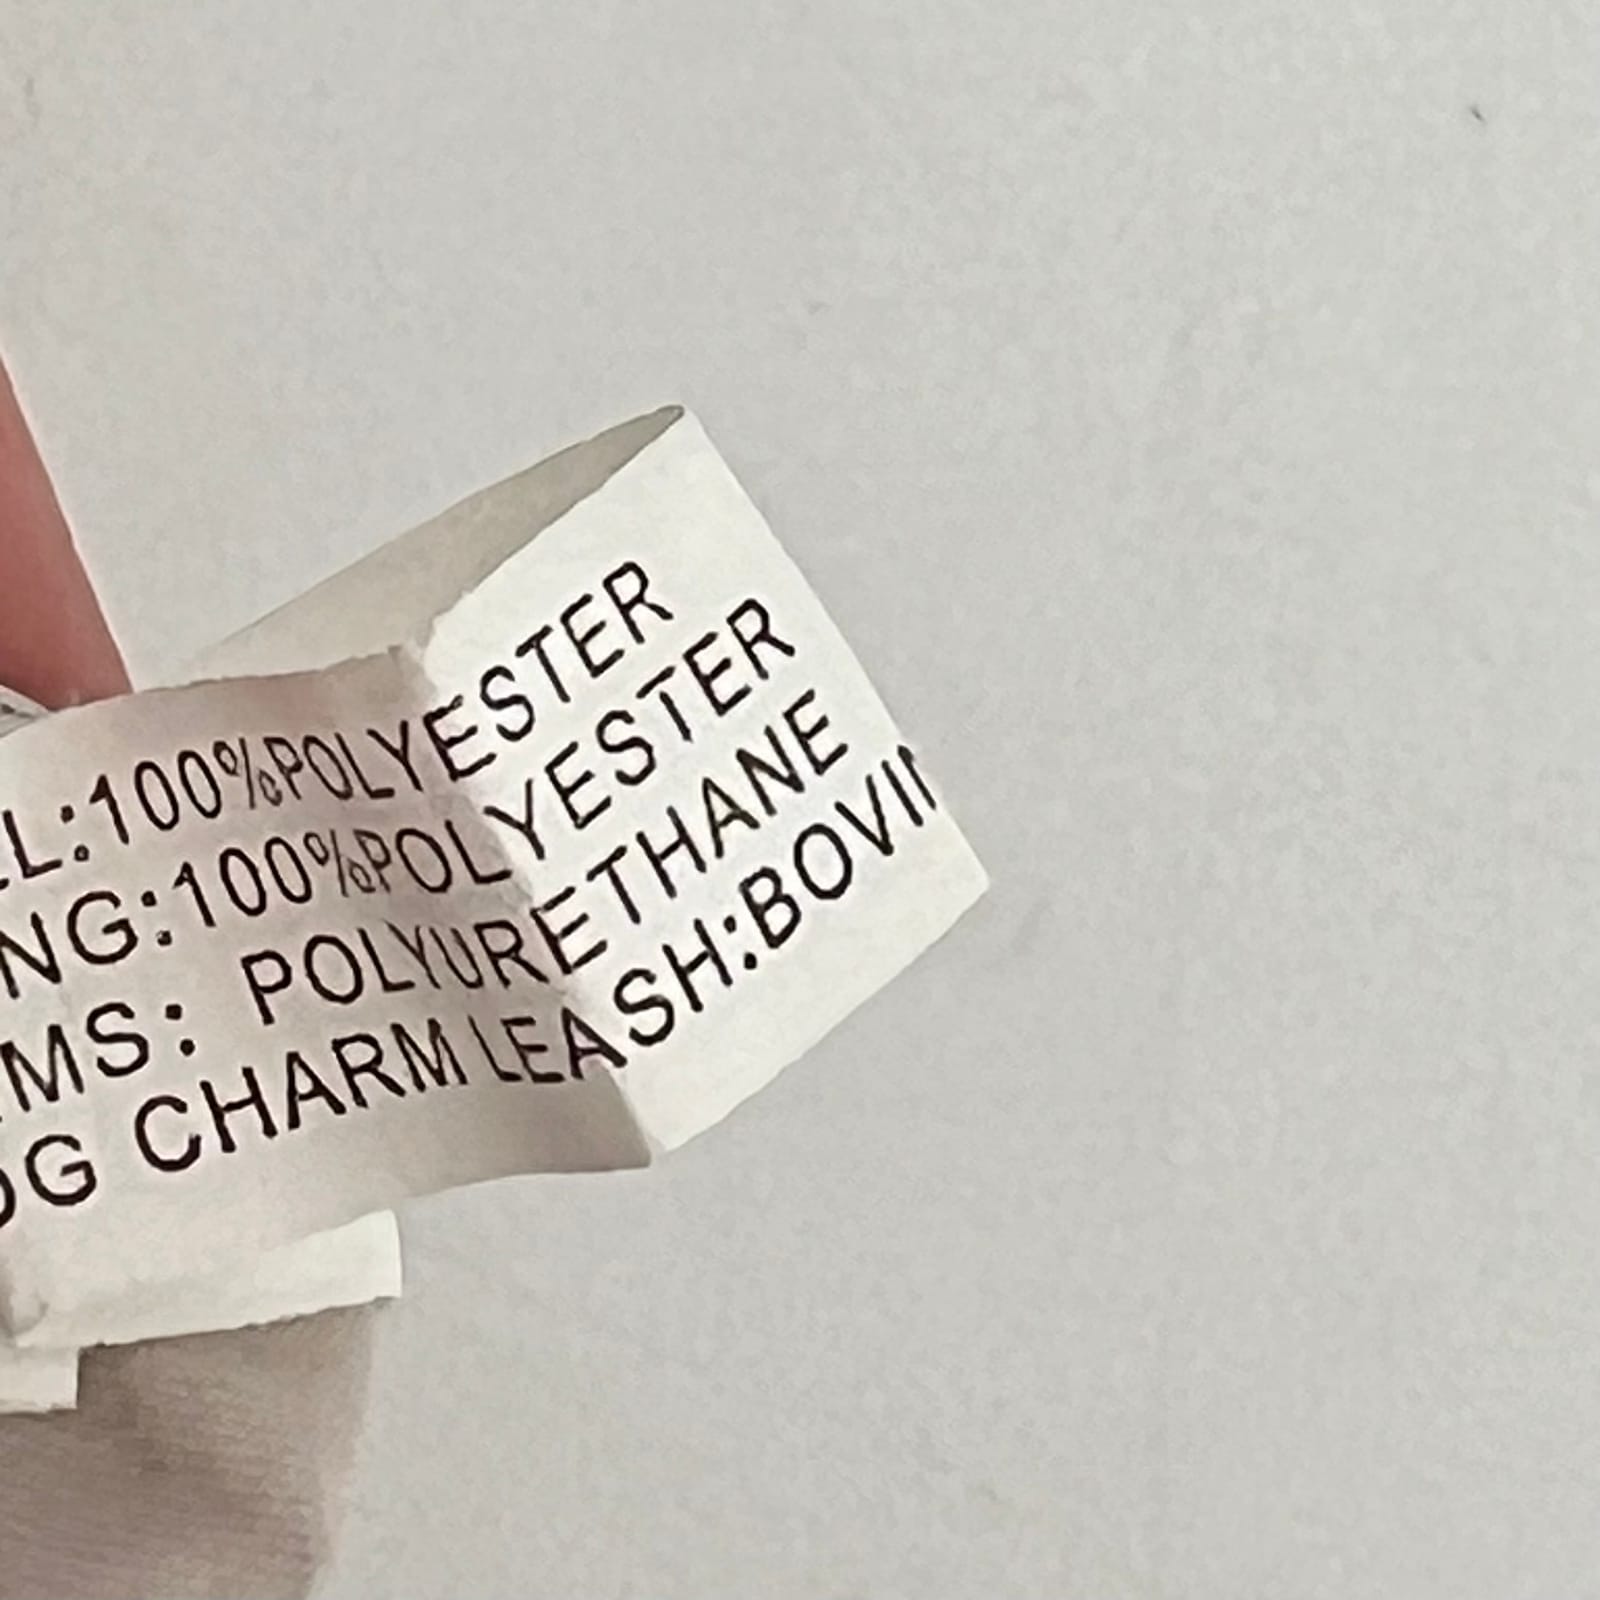 L:100%POLYESTER
NG:100%POLYESTER
MS: POLYURETHANE
OG CHARM LEASH:BOVI